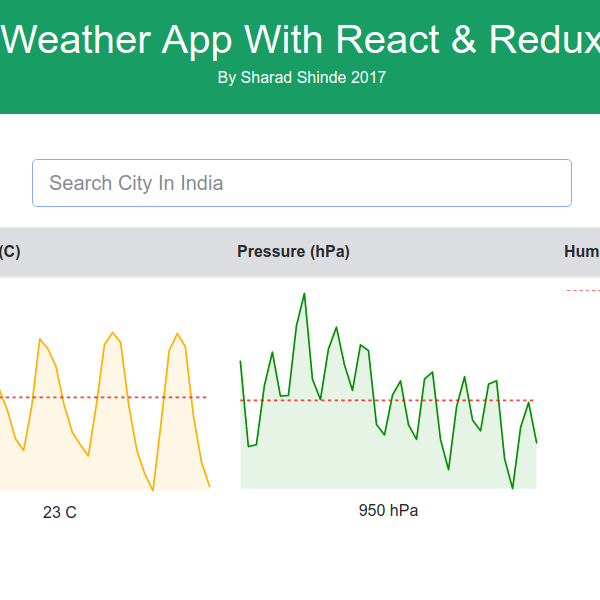 Weather App With React & Redux
By Sharad Shinde 2017
Search City In India
(C) Pressure (hPa) Hum
23 C 950 hPa